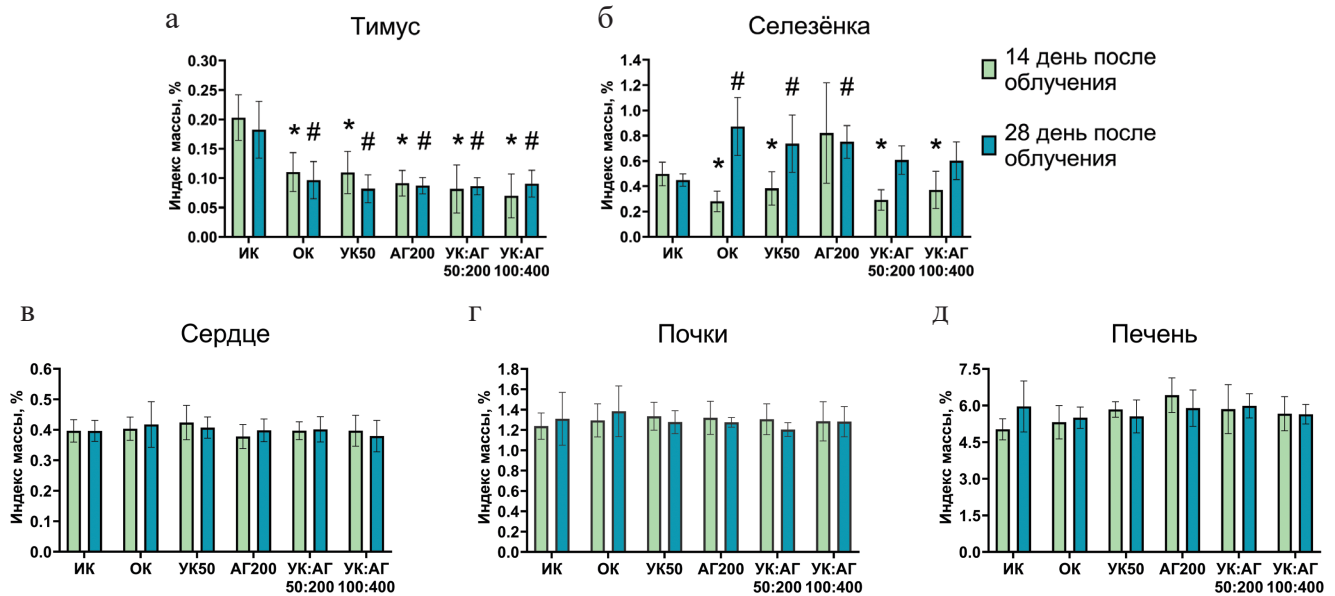 а
Тимус
Индекс массы, %
0.30
0.25
0.20
0.15
0.10
0.05
0.00
* # * # * # * # * #
ИК ОК УК50 АГ200 УК:АГ УК:АГ
50:200 100:400
б
Селезёнка
Индекс массы, %
1.4
1.2
1.0
0.8
0.6
0.4
0.2
0.0
* # * # # * *
ИК ОК УК50 АГ200 УК:АГ УК:АГ
50:200 100:400
14 день после
облучения
28 день после
облучения
в
Сердце
Индекс массы, %
0.6
0.5
0.4
0.3
0.2
0.1
0.0
ИК ОК УК50 АГ200 УК:АГ УК:АГ
50:200 100:400
г
Почки
Индекс массы, %
1.8
1.6
1.4
1.2
1.0
0.8
0.6
0.4
0.2
0.0
ИК ОК УК50 АГ200 УК:АГ УК:АГ
50:200 100:400
д
Печень
Индекс массы, %
7.5
6.0
4.5
3.0
1.5
0.0
ИК ОК УК50 АГ200 УК:АГ УК:АГ
50:200 100:400